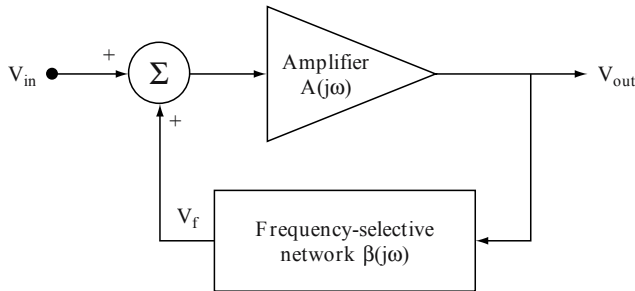 +
V_in
Σ
+
Amplifier
A(jω)
V_out
V_f
Frequency-selective
network β(jω)